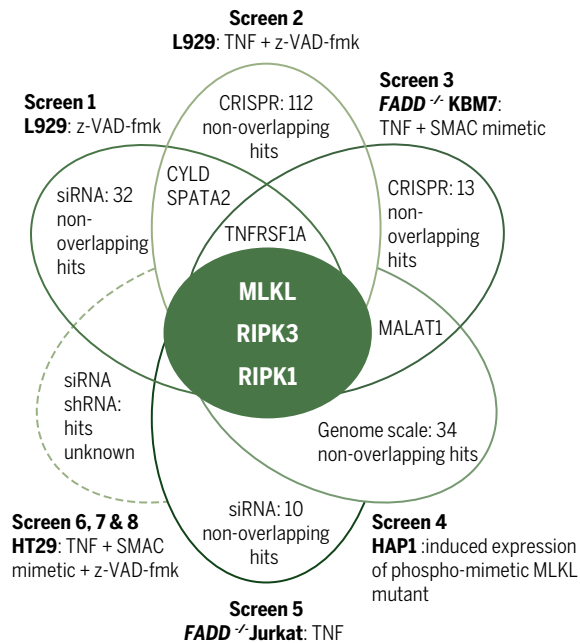 Screen 2
L929: TNF + z-VAD-fmk
Screen 1
L929: z-VAD-fmk
Screen 3
FADD -/- KBM7:
TNF + SMAC mimetic
CRISPR: 112
non-overlapping
hits
CYLD
SPATA2
siRNA: 32
non-
overlapping
hits
TNFRSF1A
CRISPR: 13
non-
overlapping
hits
MLKL
RIPK3
RIPK1
MALAT1
siRNA
shRNA:
hits
unknown
Genome scale: 34
non-overlapping hits
siRNA: 10
non-overlapping
hits
Screen 6, 7 & 8
HT29: TNF + SMAC
mimetic + z-VAD-fmk
Screen 4
HAP1 :induced expression
of phospho-mimetic MLKL
mutant
Screen 5
FADD -/- Jurkat: TNF